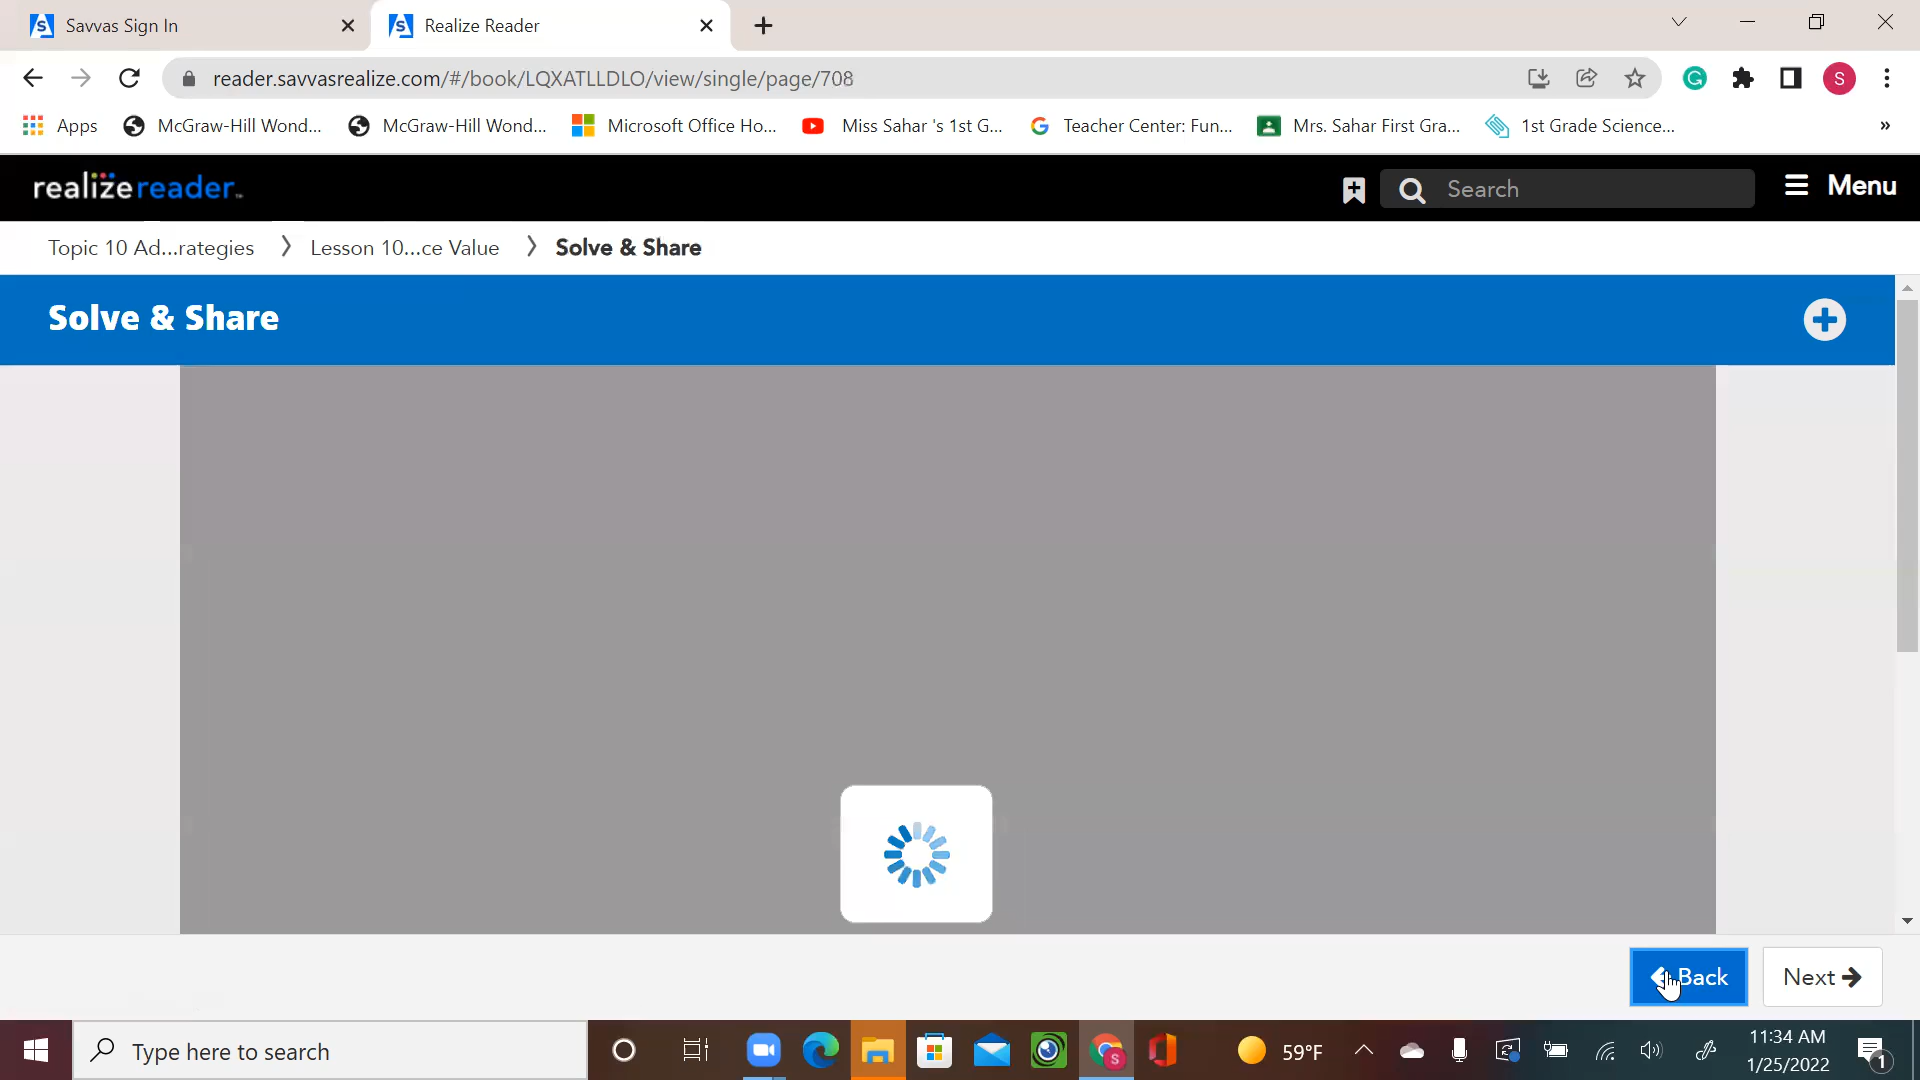 Savvas Sign In
Realize Reader
reader.savvasrealize.com/#/book/LQXATLLDLO/view/single/page/708
S
Apps
McGraw-Hill Wond...
McGraw-Hill Wond...
Microsoft Office Ho...
Miss Sahar 's 1st G...
Teacher Center: Fun...
Mrs. Sahar First Gra...
1st Grade Science...
»
realizereader™
Search
Menu
Topic 10 Ad...rategies
Lesson 10...ce Value
Solve & Share
Solve & Share
Back
Next
Type here to search
59°F
11:34 AM
1/25/2022
1